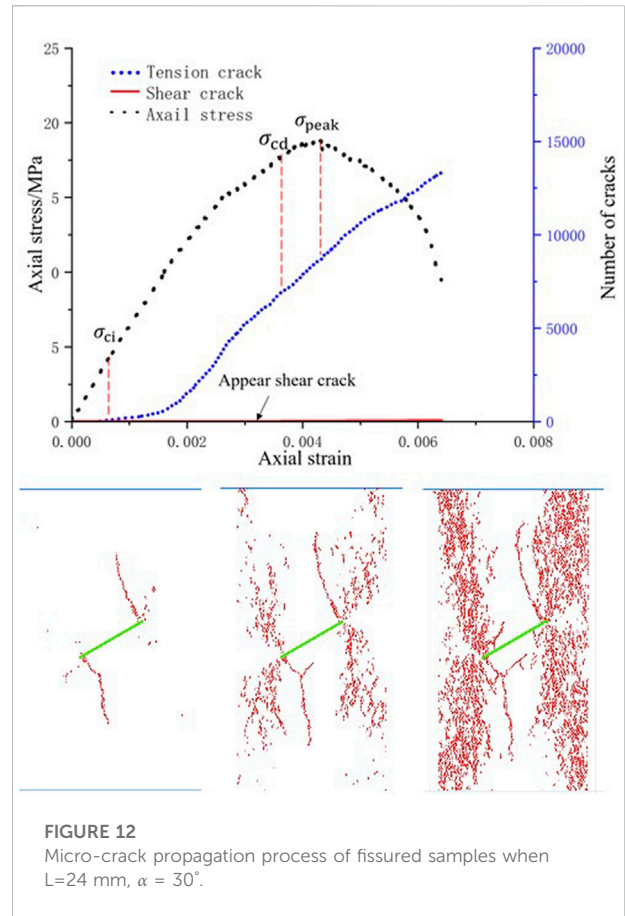 25
20
5
0
5
0
Axial stress/MPa
Tension crack
Shear crack
Axail stress
σci
σcd
σpeak
Appear shear crack
20000
15000
10000
5000
0
Number of cracks
0.000
0.002
0.004
0.006
0.008
Axial strain
FIGURE 12
Micro-crack propagation process of fissured samples when
L=24 mm, α = 30°.